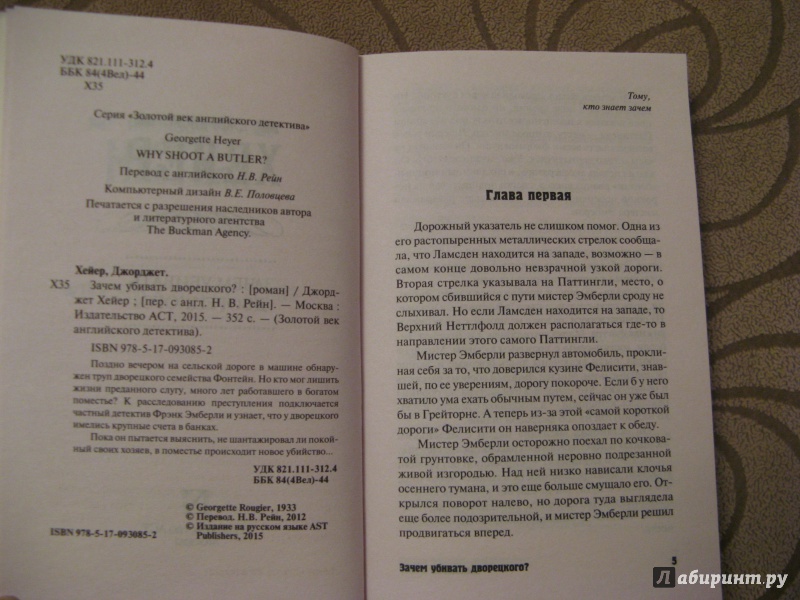 УДК 821.111-312.4
ББК 84(4Вел)-44
Х35
Серия «Золотой век английского детектива»
Georgette Heyer
WHY SHOOT A BUTLER?
Перевод с английского Н.В. Рейн
Компьютерный дизайн В.Е. Половцева
Печатается с разрешения наследников автора
и литературного агентства
The Buckman Agency.
Хейер, Джорджет.
Х35 Зачем убивать дворецкого? : [роман] / Джорд-
жет Хейер ; [пер. с англ. Н. В. Рейн]. — Москва :
Издательство АСТ, 2015. — 352 с. — (Золотой век
английского детектива).
ISBN 978-5-17-093085-2
Поздно вечером на сельской дороге в машине обнару-
жен труп дворецкого семейства Фонтейн. Но кто мог лишить
жизни преданного слугу, много лет работавшего в богатом
поместье? К расследованию преступления подключается
частный детектив Фрэнк Эмберли и узнает, что у дворецкого
имелись крупные счета в банках.
Пока он пытается выяснить, не шантажировал ли покой-
ный своих хозяев, в поместье происходит новое убийство...
УДК 821.111-312.4
ББК 84(4Вел)-44
© Georgette Rougier, 1933
© Перевод. Н.В. Рейн, 2012
© Издание на русском языке AST
Publishers, 2015
ISBN 978-5-17-093085-2
Тому,
кто знает зачем
Глава первая
Дорожный указатель не слишком помог. Одна из
его растопыренных металлических стрелок сообща-
ла, что Ламсден находится на западе, возможно — в
самом конце довольно невзрачной узкой дороги.
Вторая стрелка указывала на Паттингли, место, о
котором сбившийся с пути мистер Эмберли сроду не
слыхивал. Но если Ламсден находится на западе, то
Верхний Неттлфолд должен располагаться где-то в
направлении этого самого Паттингли.
Мистер Эмберли развернул автомобиль, прокли-
ная себя за то, что доверился кузине Фелисити, знав-
шей, по ее уверениям, дорогу покороче. Если б у него
хватило ума ехать обычным путем, сейчас он уже был
бы в Грейторне. А теперь из-за этой «самой короткой
дороги» Фелисити он наверняка опоздает к обеду.
Мистер Эмберли осторожно поехал по кочкова-
той грунтовке, обрамленной неровно подрезанной
живой изгородью. Над ней низко нависали клочья
осеннего тумана, и это еще больше смущало его. От-
крылся поворот налево, но дорога туда выглядела
еще более подозрительной, и мистер Эмберли решил
продвигаться вперед.
Зачем убивать дворецкого? 5
Лабиринт.ру